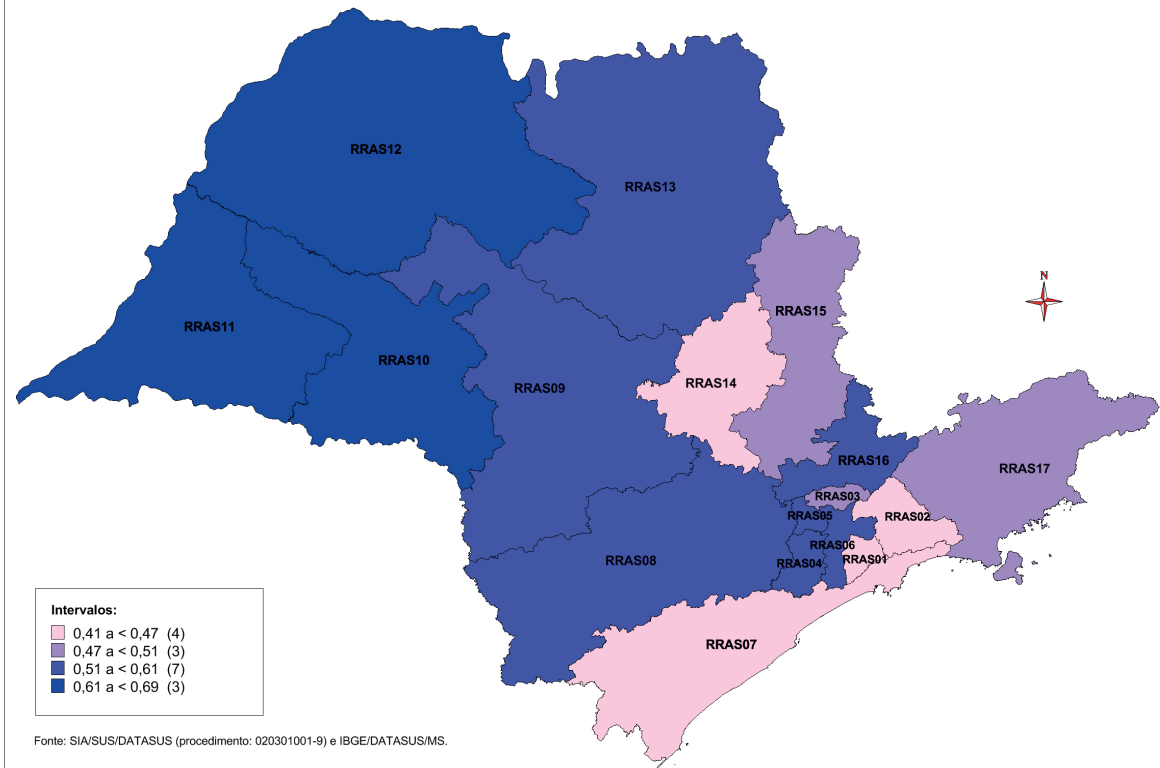 RRAS12
RRAS13
N
RRAS15
RRAS11
RRAS10
RRAS14
RRAS09
RRAS16
RRAS17
RRAS03
RRAS05
RRAS02
RRAS06
RRAS01
RRAS04
RRAS08
RRAS07
Intervalos:
0,41 a < 0,47 (4)
0,47 a < 0,51 (3)
0,51 a < 0,61 (7)
0,61 a < 0,69 (3)
Fonte: SIA/SUS/DATASUS (procedimento: 020301001-9) e IBGE/DATASUS/MS.